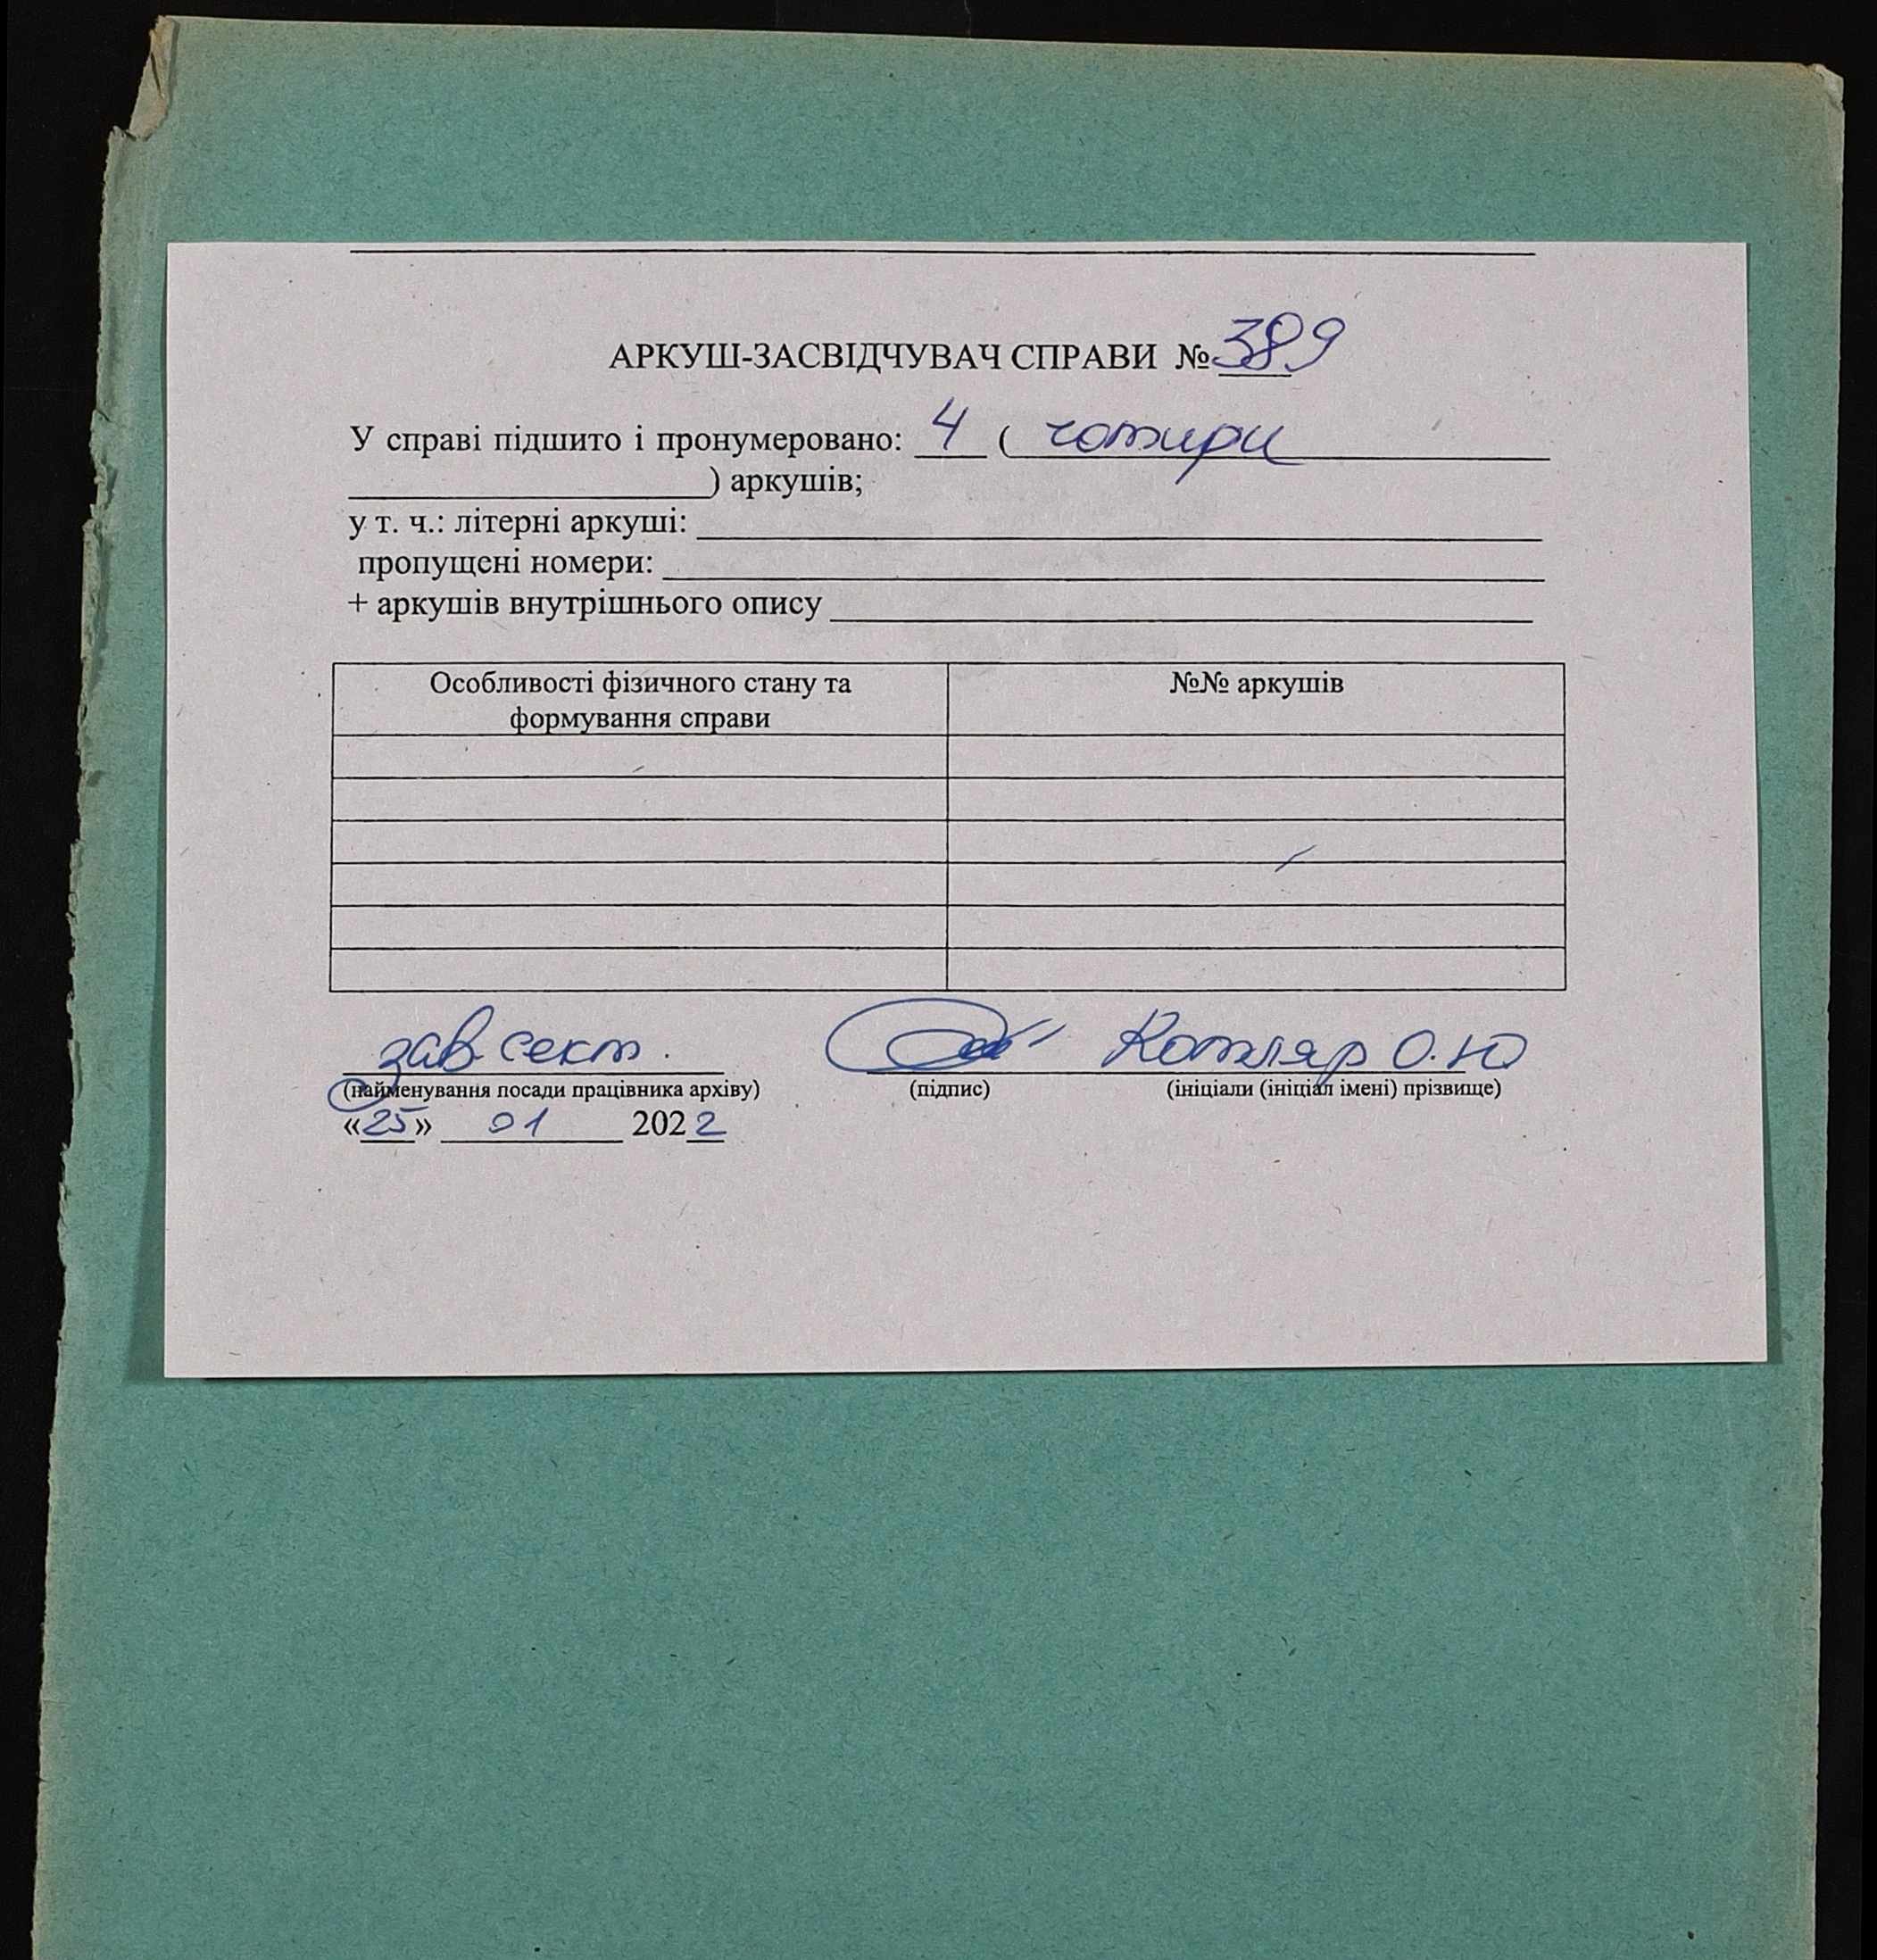 АРКУШ-ЗАСВІДЧУВАЧ СПРАВИ № 389
У справі підшито і пронумеровано: 4 ( чотири
) аркушів;
у т. ч.: літерні аркуші:
пропущені номери:
+ аркушів внутрішнього опису
Особливості фізичного стану та формування справи №№ аркушів
зав сект. Котляр О.Ю
(найменування посади працівника архіву) (підпис) (ініціали (ініціал імені) прізвище)
«25» 01 2022